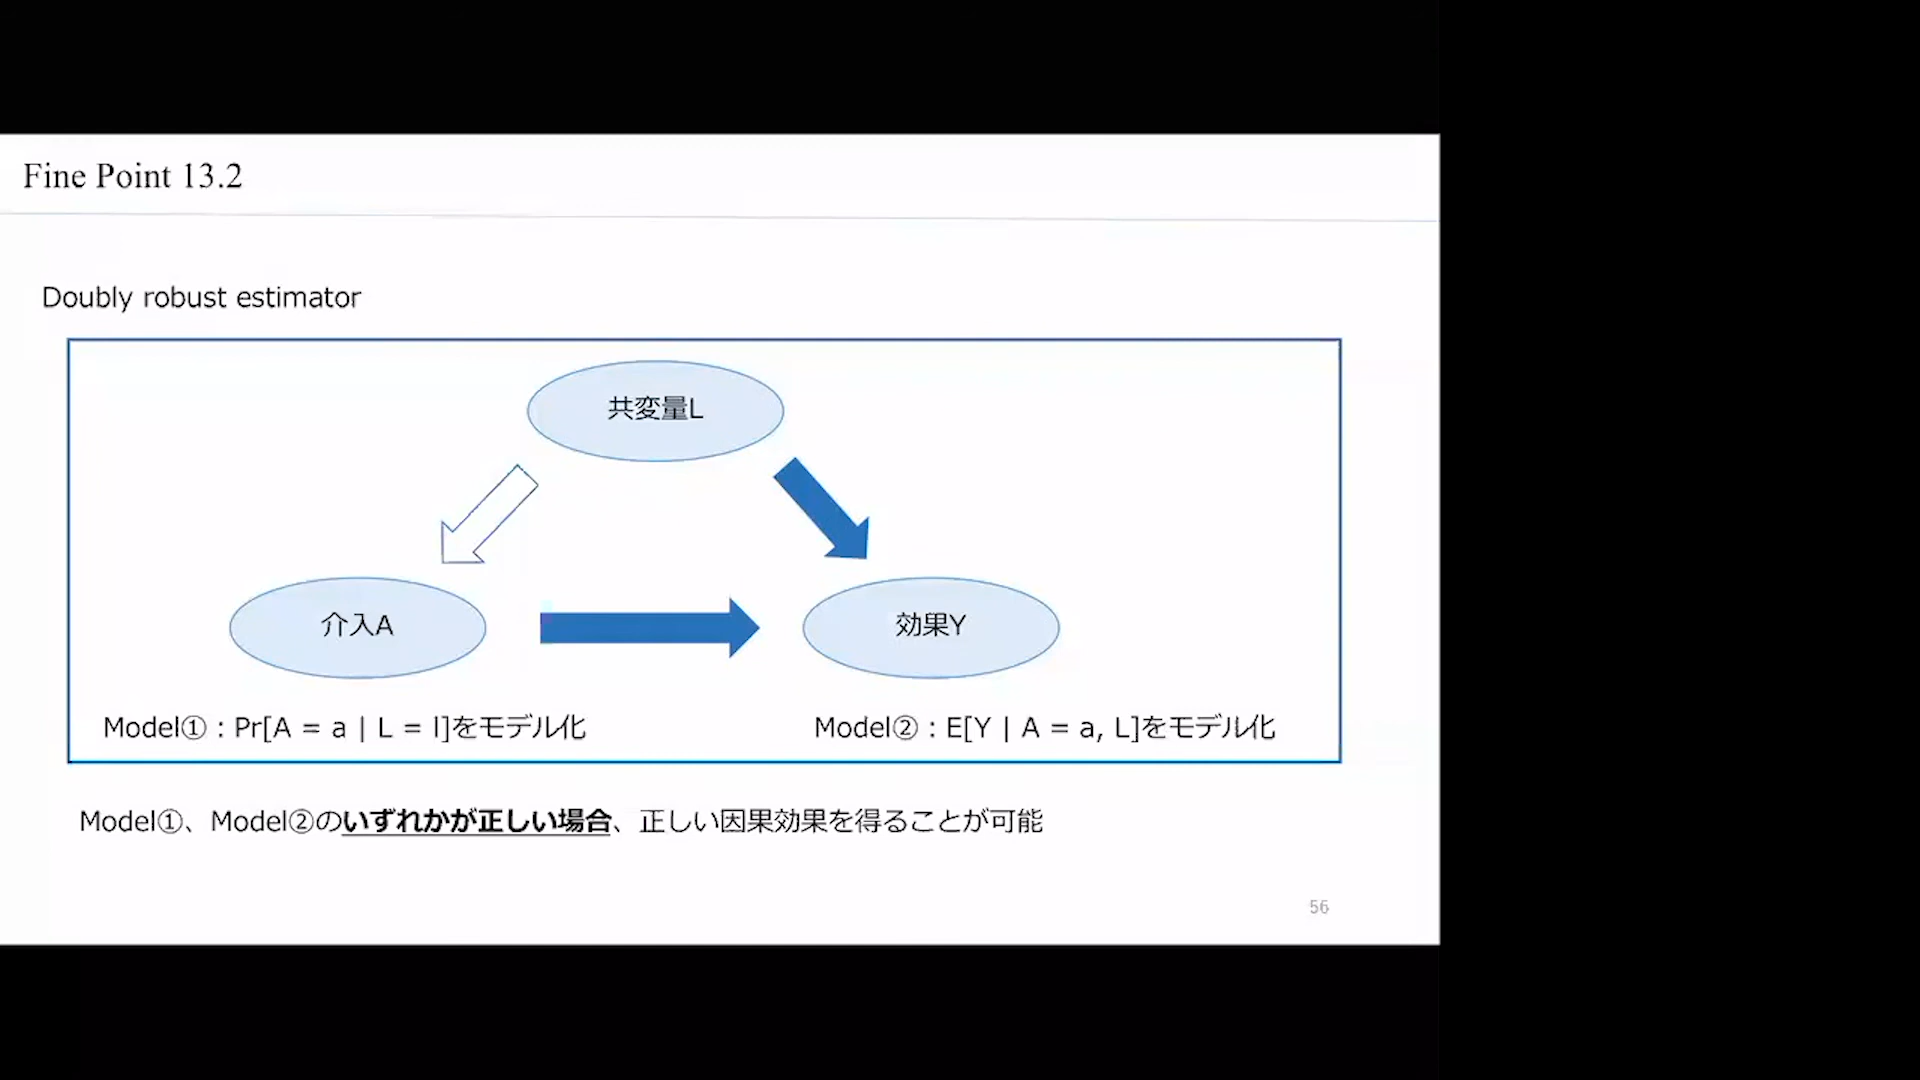 Fine Point 13.2
Doubly robust estimator
共変量L
介入A
効果Y
Model①：Pr[A = a | L = l]をモデル化
Model②：E[Y | A = a, L]をモデル化
Model①、Model②のいずれかが正しい場合、正しい因果効果を得ることが可能
56